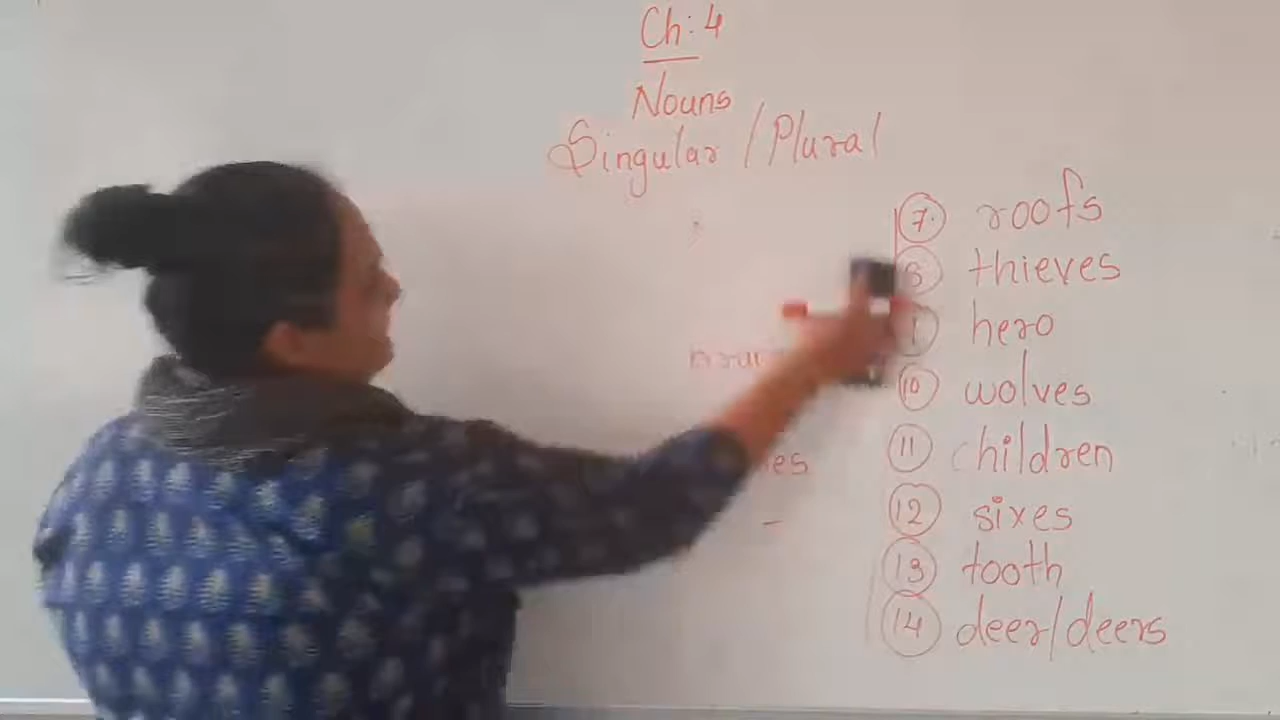 Ch: 4
Nouns
Singular / Plural
7. roofs
8 thieves
hero
10 wolves
11 children
12 sixes
13 tooth
14 deer/deers